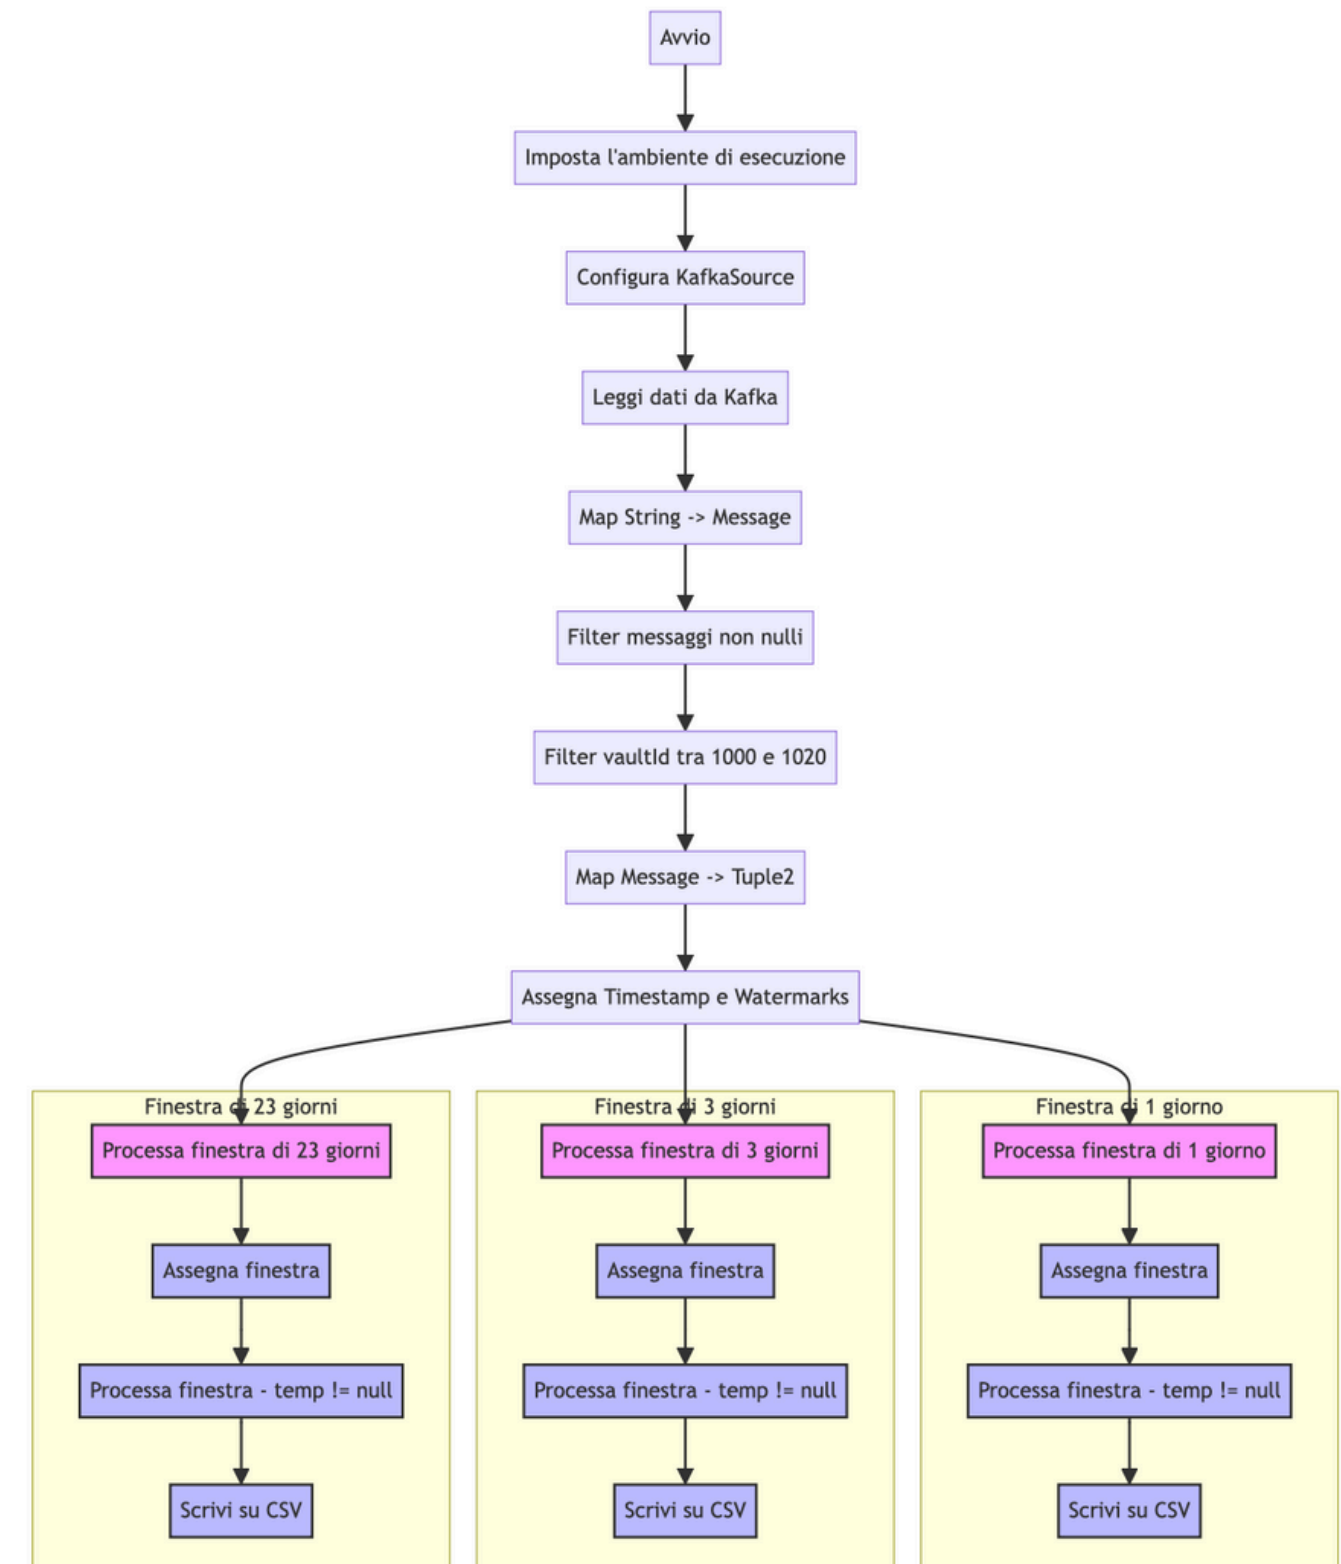 Avvio
Imposta l'ambiente di esecuzione
Configura KafkaSource
Leggi dati da Kafka
Map String -> Message
Filter messaggi non nulli
Filter vaultId tra 1000 e 1020
Map Message -> Tuple2
Assegna Timestamp e Watermarks
Finestra di 23 giorni
Processa finestra di 23 giorni
Assegna finestra
Processa finestra - temp != null
Scrivi su CSV
Finestra di 3 giorni
Processa finestra di 3 giorni
Assegna finestra
Processa finestra - temp != null
Scrivi su CSV
Finestra di 1 giorno
Processa finestra di 1 giorno
Assegna finestra
Processa finestra - temp != null
Scrivi su CSV